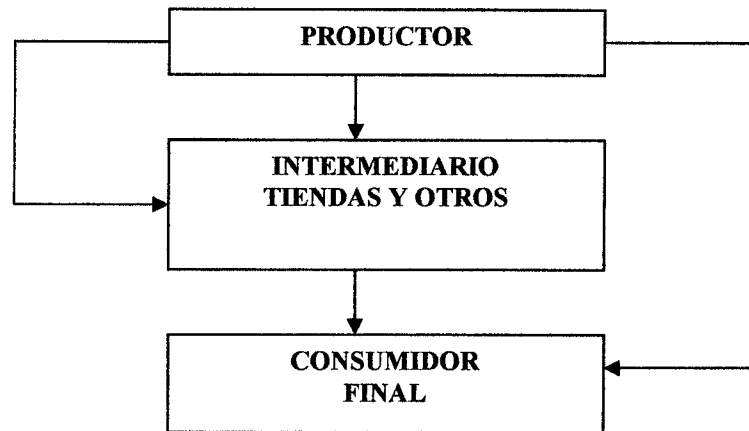 PRODUCTOR
INTERMEDIARIO
TIENDAS Y OTROS
CONSUMIDOR
FINAL